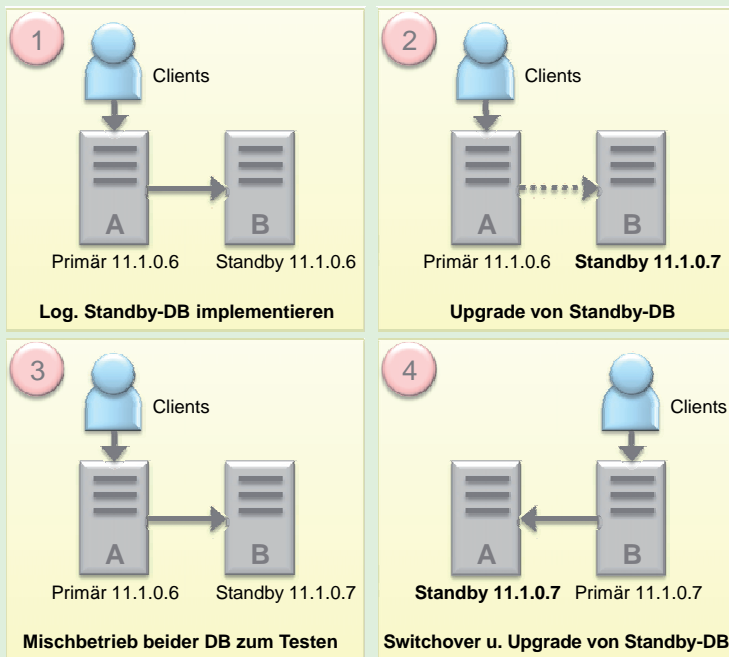 1
Clients
A
B
Primär 11.1.0.6
Standby 11.1.0.6
Log. Standby-DB implementieren
2
Clients
A
B
Primär 11.1.0.6
Standby 11.1.0.7
Upgrade von Standby-DB
3
Clients
A
B
Primär 11.1.0.6
Standby 11.1.0.7
Mischbetrieb beider DB zum Testen
4
Clients
A
B
Standby 11.1.0.7
Primär 11.1.0.7
Switchover u. Upgrade von Standby-DB